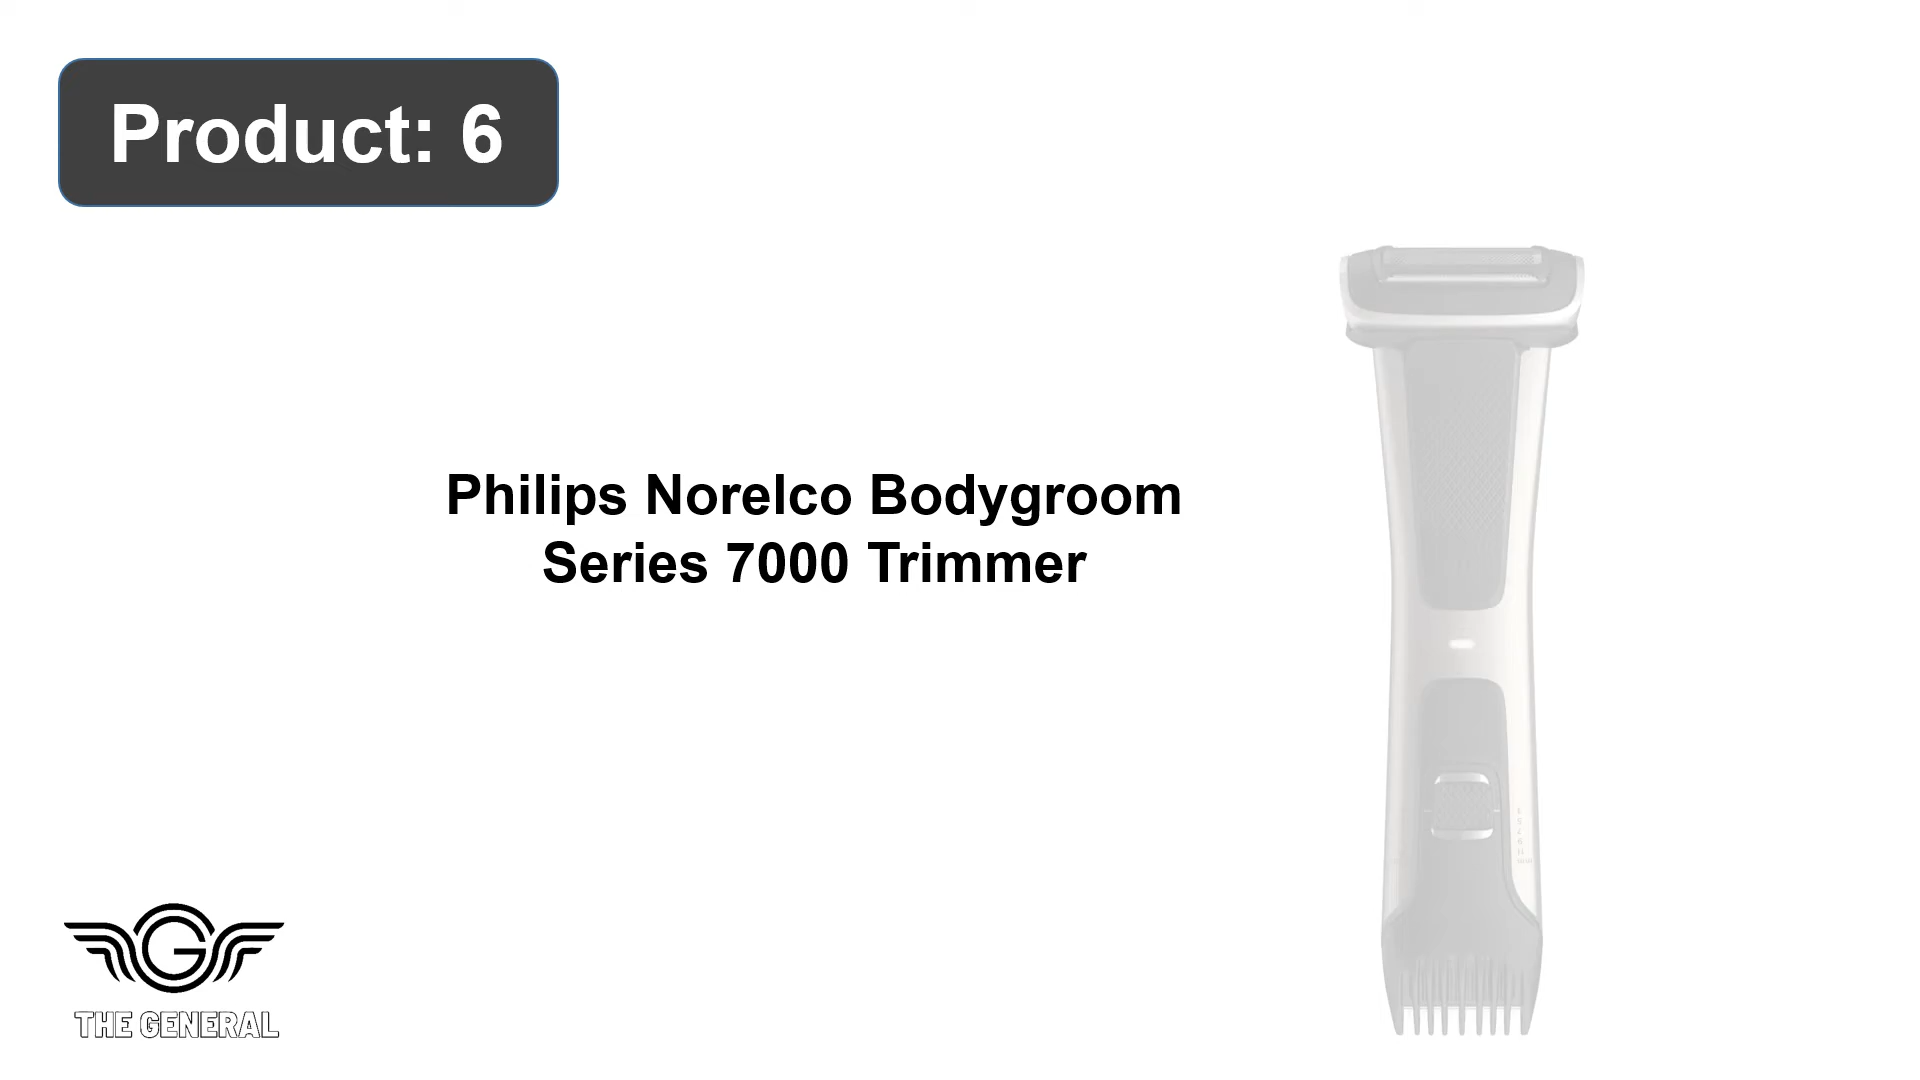 Product: 6
Philips Norelco Bodygroom
Series 7000 Trimmer
THE GENERAL